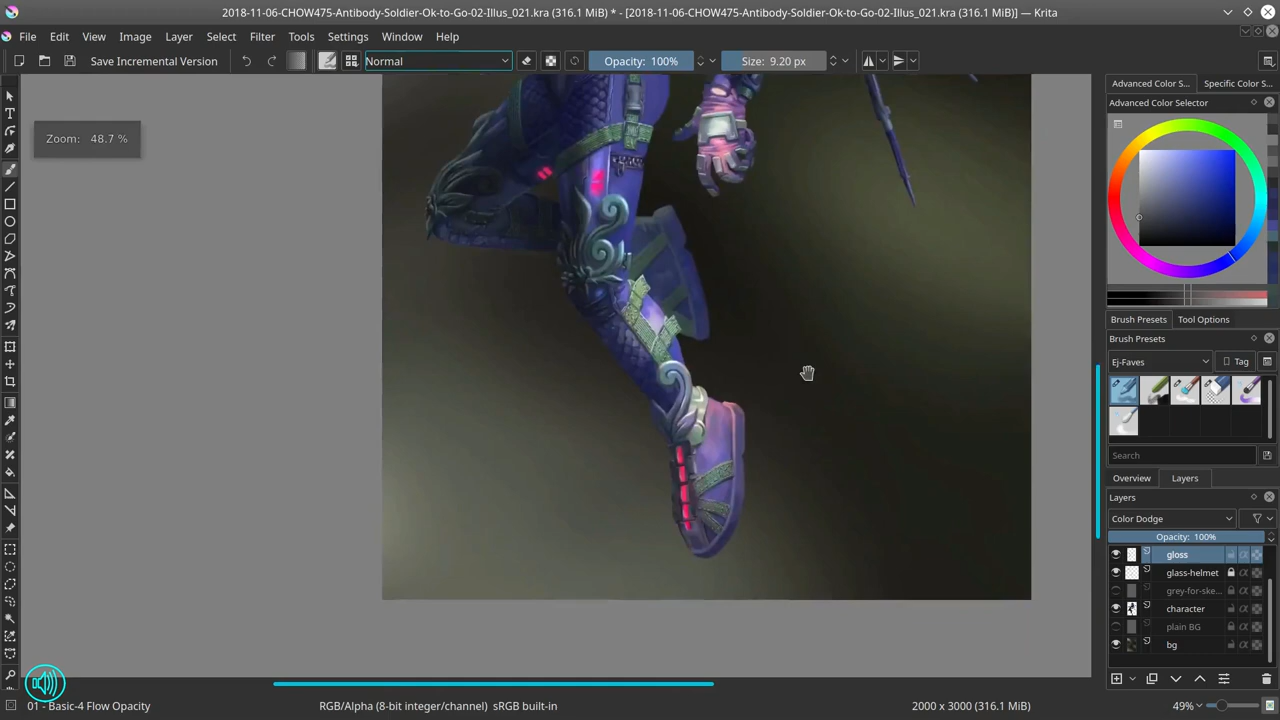 2018-11-06-CHOW475-Antibody-Soldier-Ok-to-Go-02-Illus_021.kra (316.1 MiB) * - [2018-11-06-CHOW475-Antibody-Soldier-Ok-to-Go-02-Illus_021.kra (316.1 MiB)] — Krita
File Edit View Image Layer Select Filter Tools Settings Window Help
Save Incremental Version Normal Opacity: 100% Size: 9.20 px
Advanced Color S... Specific Color S...
Advanced Color Selector
Zoom: 48.7 %
Brush Presets Tool Options
Brush Presets
Ej-Faves Tag
Search
Overview Layers
Layers
Color Dodge
Opacity: 100%
gloss
glass-helmet
grey-for-ske...
character
plain BG
bg
01 - Basic-4 Flow Opacity RGB/Alpha (8-bit integer/channel) sRGB built-in 2000 x 3000 (316.1 MiB) 49%